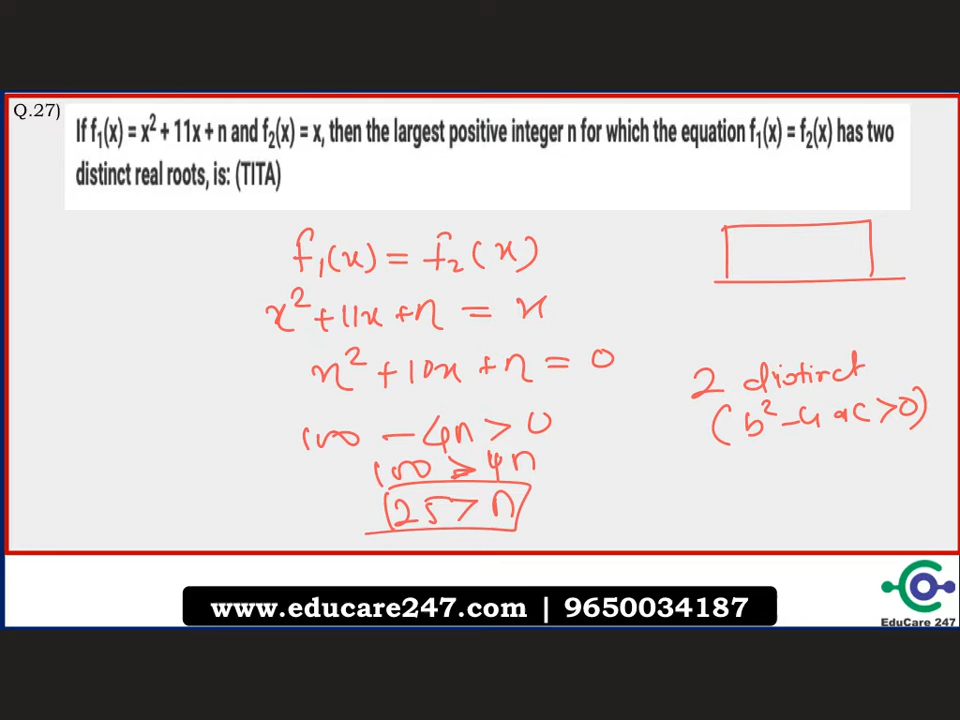 Q.27)
If f₁(x) = x² + 11x + n and f₂(x) = x, then the largest positive integer n for which the equation f₁(x) = f₂(x) has two
distinct real roots, is: (TITA)
f₁(x) = f₂(x)
x² + 11x + n = x
x² + 10x + n = 0
100 - 4n > 0
100 > 4n
25 > n
2 distinct
(b² - 4ac > 0)
www.educare247.com | 9650034187
EduCare 247